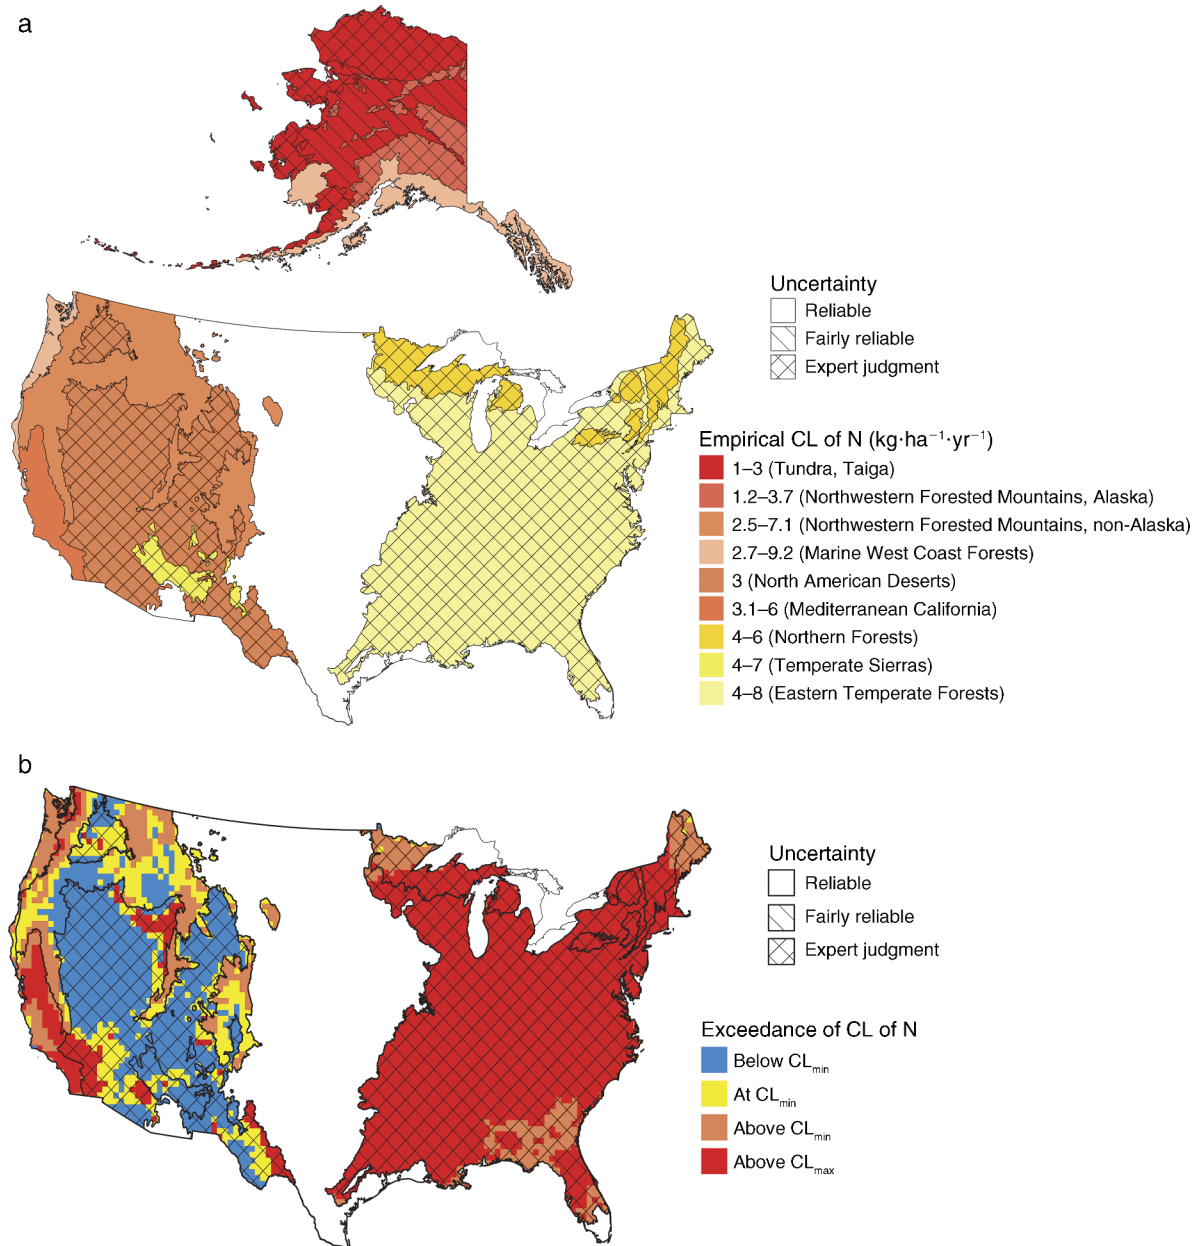 a
Uncertainty
Reliable
Fairly reliable
Expert judgment
Empirical CL of N (kg·ha⁻¹·yr⁻¹)
1–3 (Tundra, Taiga)
1.2–3.7 (Northwestern Forested Mountains, Alaska)
2.5–7.1 (Northwestern Forested Mountains, non-Alaska)
2.7–9.2 (Marine West Coast Forests)
3 (North American Deserts)
3.1–6 (Mediterranean California)
4–6 (Northern Forests)
4–7 (Temperate Sierras)
4–8 (Eastern Temperate Forests)
b
Uncertainty
Reliable
Fairly reliable
Expert judgment
Exceedance of CL of N
Below CLmin
At CLmin
Above CLmin
Above CLmax